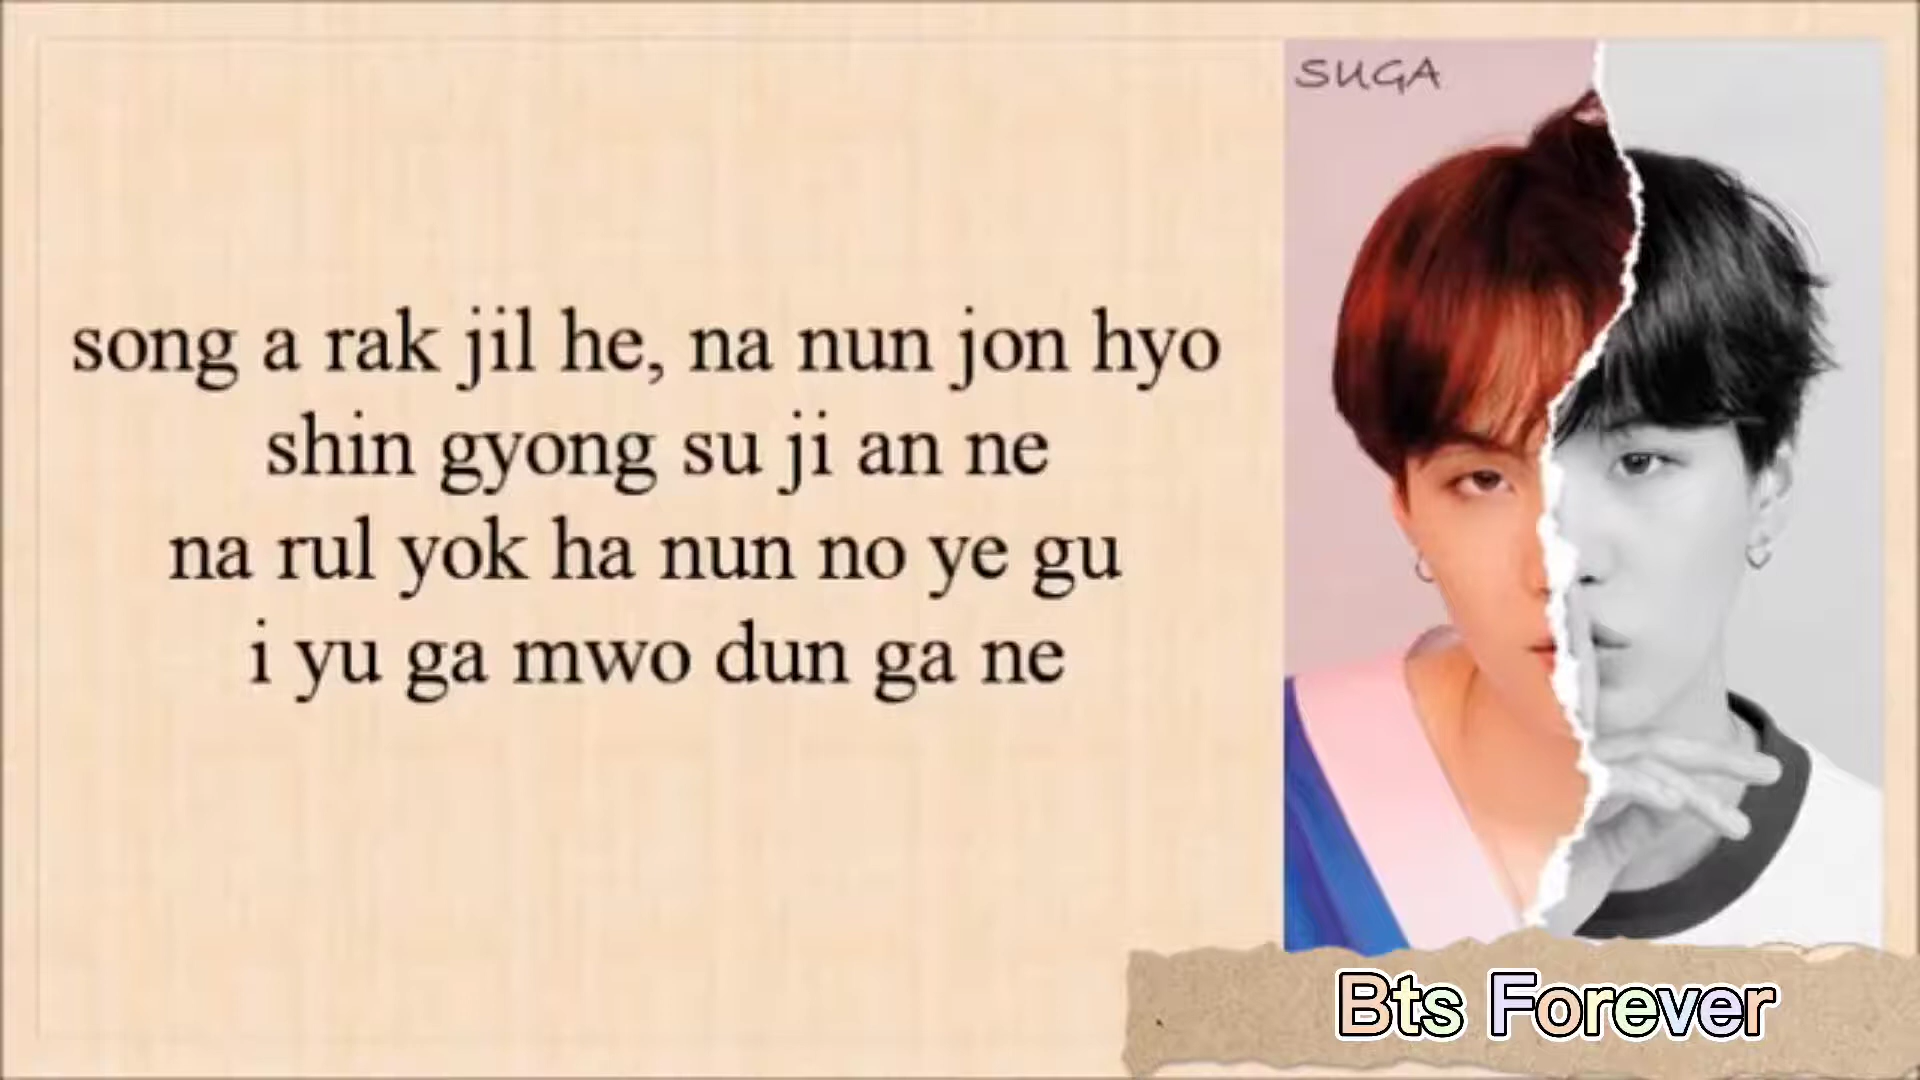 SUGA
song a rak jil he, na nun jon hyo
shin gyong su ji an ne
na rul yok ha nun no ye gu
i yu ga mwo dun ga ne
Bts Forever